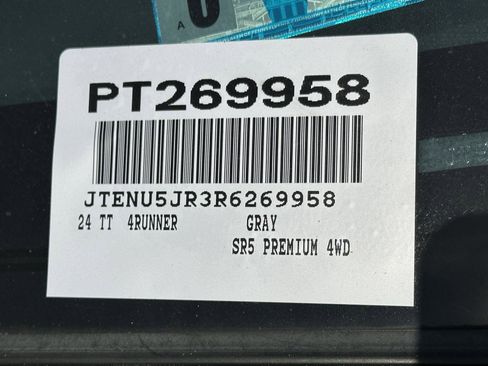 PT269958
JTENU5JR3R6269958
24 TT 4RUNNER GRAY
SR5 PREMIUM 4WD